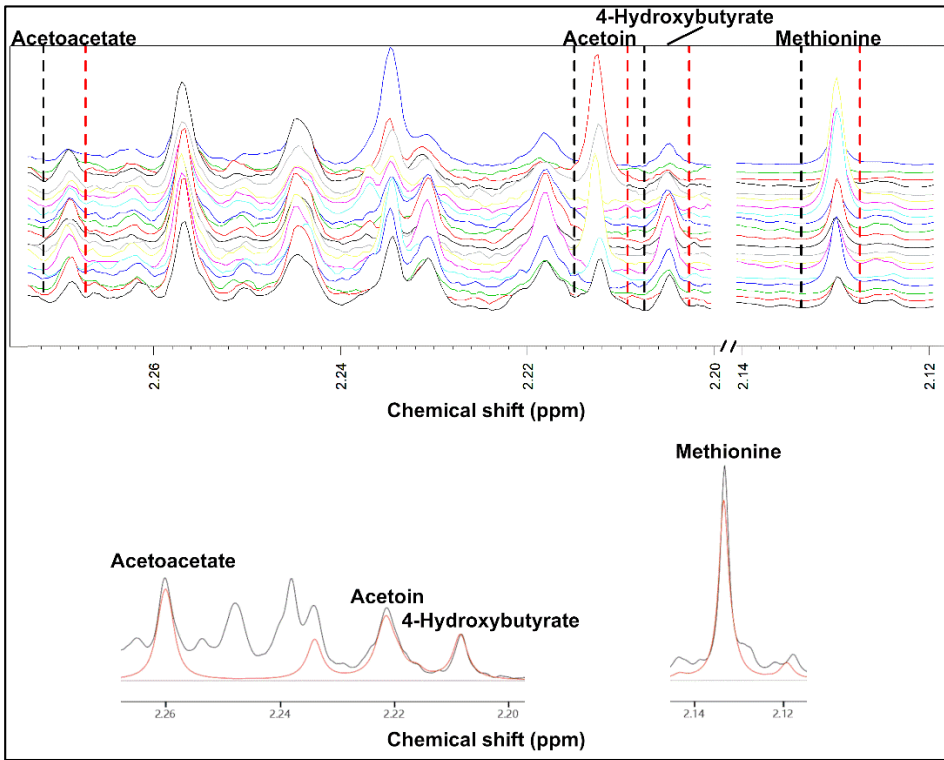 4-Hydroxybutyrate
Acetoacetate Acetoin Methionine
2.26 2.24 2.22 2.20 2.14 2.12
Chemical shift (ppm)
Methionine
Acetoacetate
Acetoin
4-Hydroxybutyrate
2.26 2.24 2.22 2.20 2.14 2.12
Chemical shift (ppm)